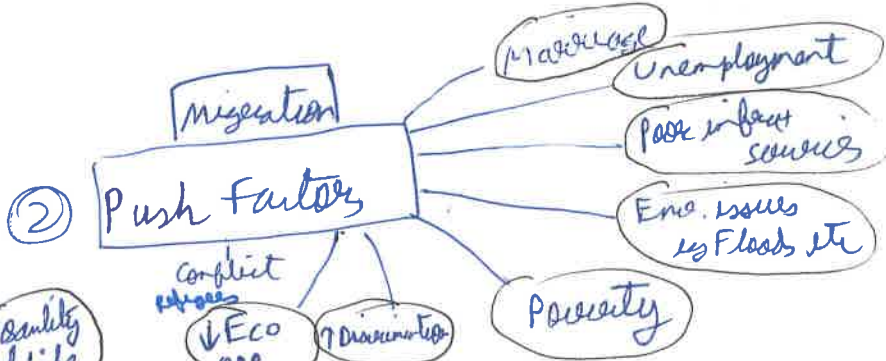 Migration
② Push Factors
Marriage
Unemployment
Poor infrast
services
Env. issues
eg Floods etc
Poverty
↑ Discrimination
↓ Eco
Conflict
refugees